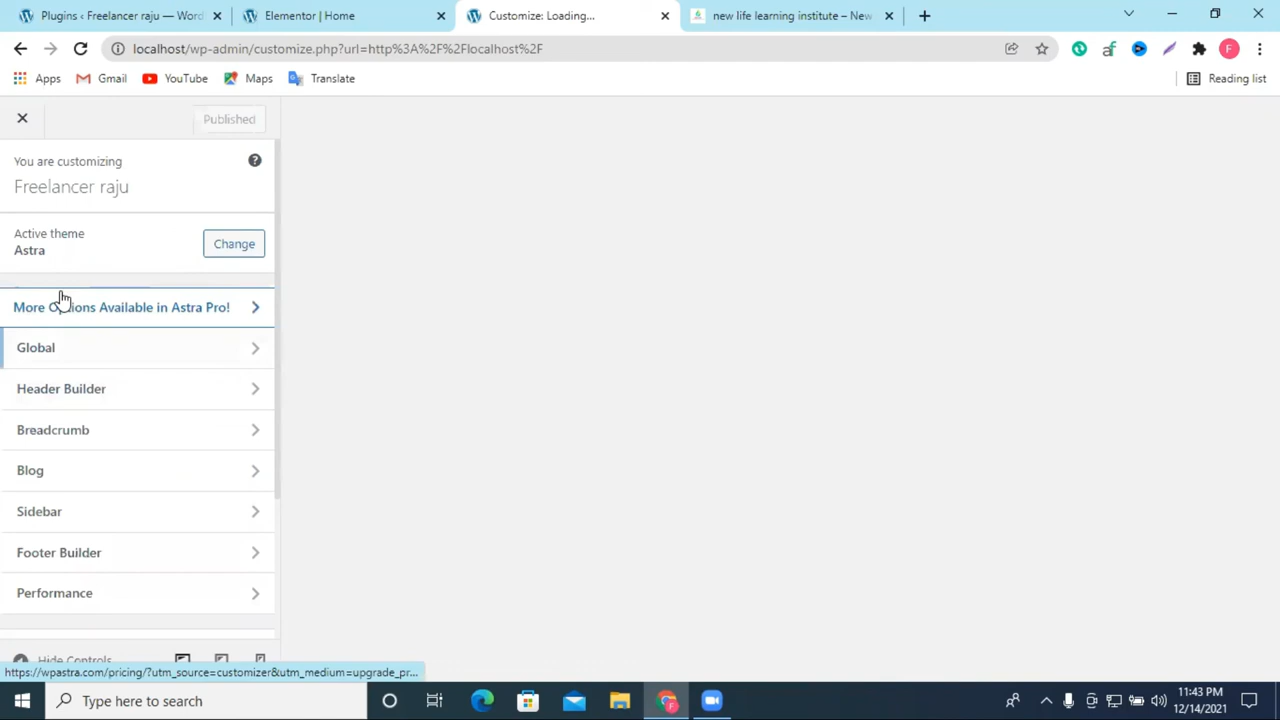 Plugins ‹ Freelancer raju — Word
Elementor | Home
Customize: Loading...
new life learning institute – New
localhost/wp-admin/customize.php?url=http%3A%2F%2Flocalhost%2F
F
Apps
Gmail
YouTube
Maps
Translate
Reading list
Published
You are customizing
Freelancer raju
Active theme
Astra
Change
More Options Available in Astra Pro!
Global
Header Builder
Breadcrumb
Blog
Sidebar
Footer Builder
Performance
Hide Controls
https://wpastra.com/pricing/?utm_source=customizer&utm_medium=upgrade_pr...
Type here to search
11:43 PM
12/14/2021